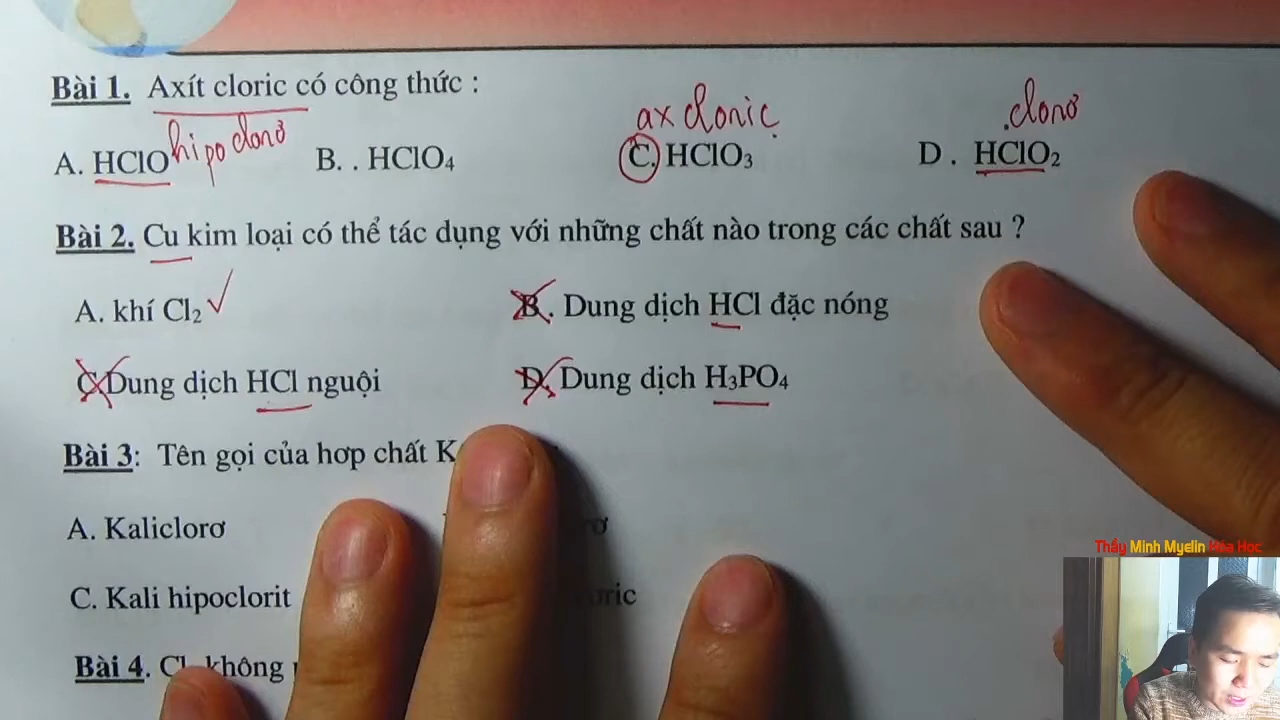 Bài 1. Axít cloric có công thức :
ax cloric
clorơ
hipo clorơ
A. HClO B. . HClO₄ C. HClO₃ D . HClO₂
Bài 2. Cu kim loại có thể tác dụng với những chất nào trong các chất sau ?
A. khí Cl₂ B . Dung dịch HCl đặc nóng
C. Dung dịch HCl nguội D. Dung dịch H₃PO₄
Bài 3: Tên gọi của hơp chất K
A. Kaliclorơ
C. Kali hipoclorit
Bài 4. không
Thầy Minh Myelin Hóa Học